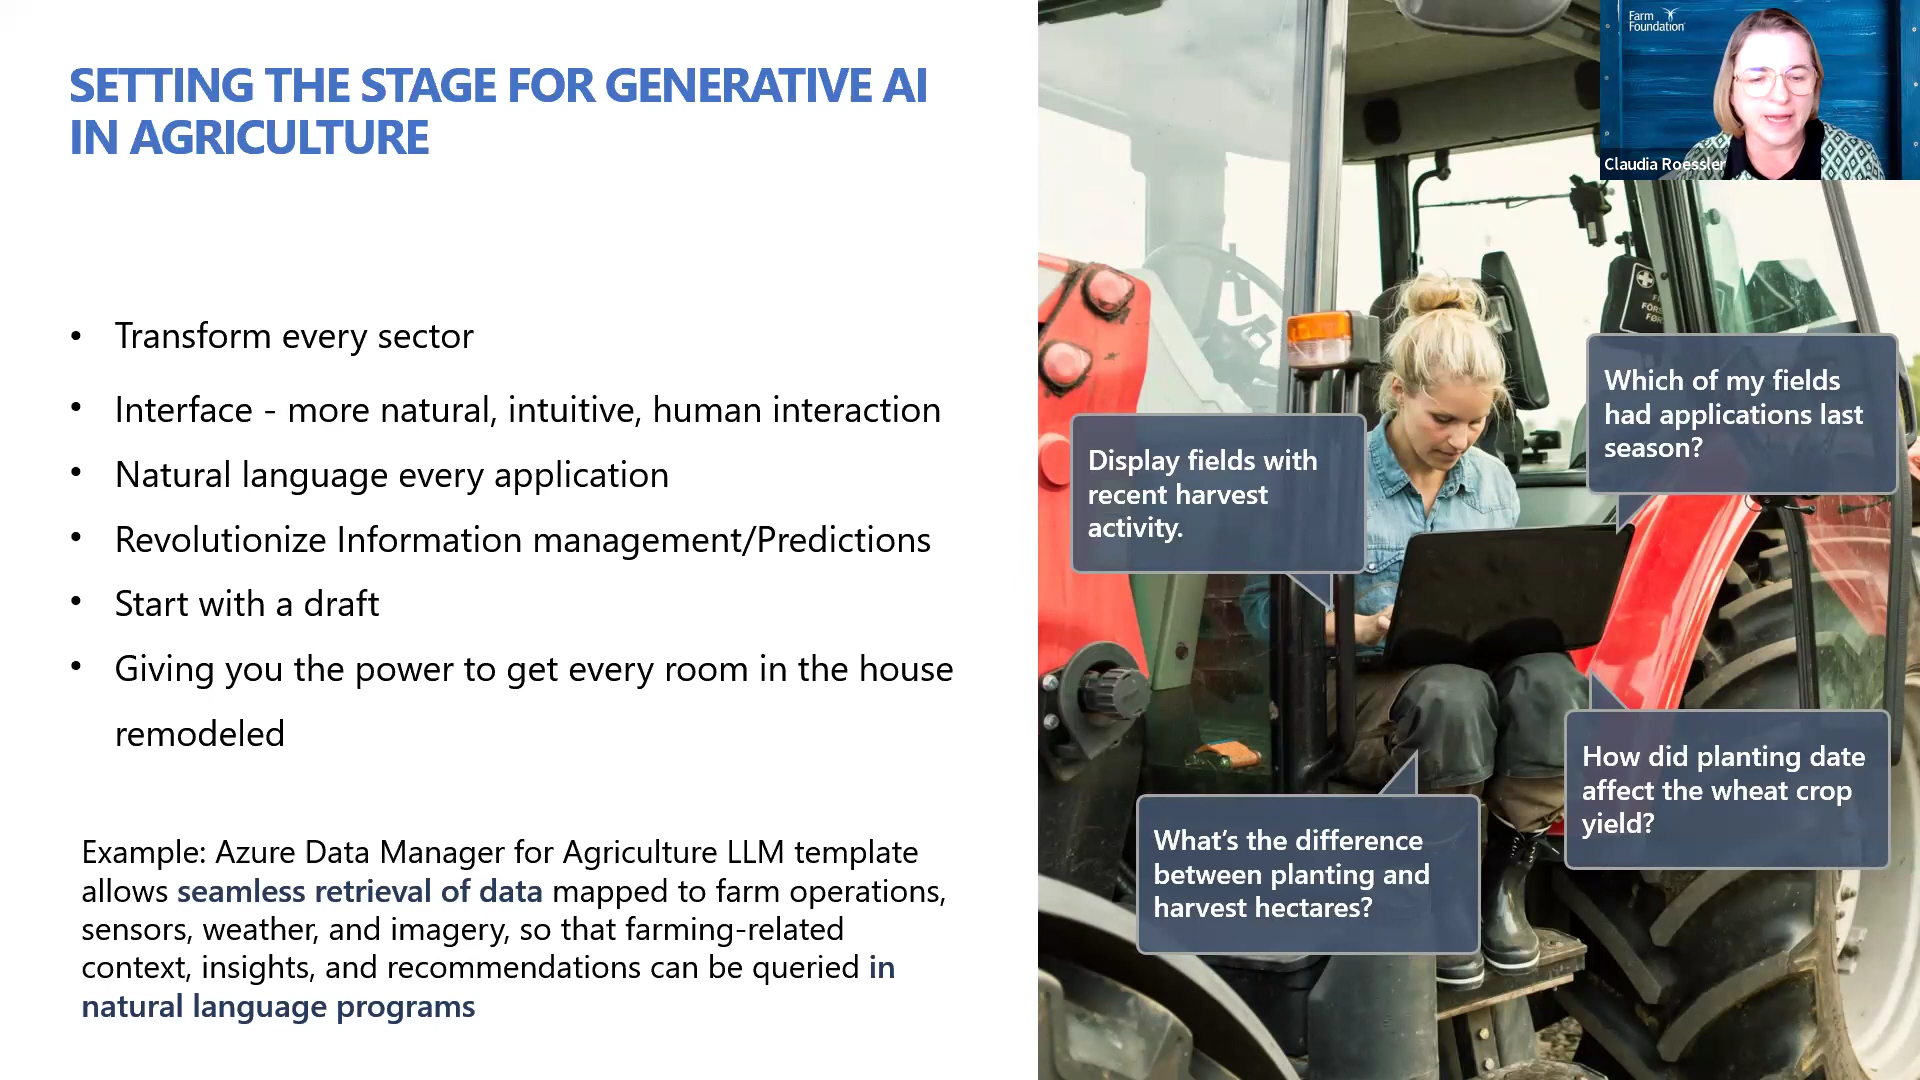 SETTING THE STAGE FOR GENERATIVE AI
IN AGRICULTURE
• Transform every sector
• Interface - more natural, intuitive, human interaction
• Natural language every application
• Revolutionize Information management/Predictions
• Start with a draft
• Giving you the power to get every room in the house
remodeled
Example: Azure Data Manager for Agriculture LLM template
allows seamless retrieval of data mapped to farm operations,
sensors, weather, and imagery, so that farming-related
context, insights, and recommendations can be queried in
natural language programs
Farm
Foundation
Claudia Roessler
Which of my fields
had applications last
season?
Display fields with
recent harvest
activity.
How did planting date
affect the wheat crop
yield?
What's the difference
between planting and
harvest hectares?